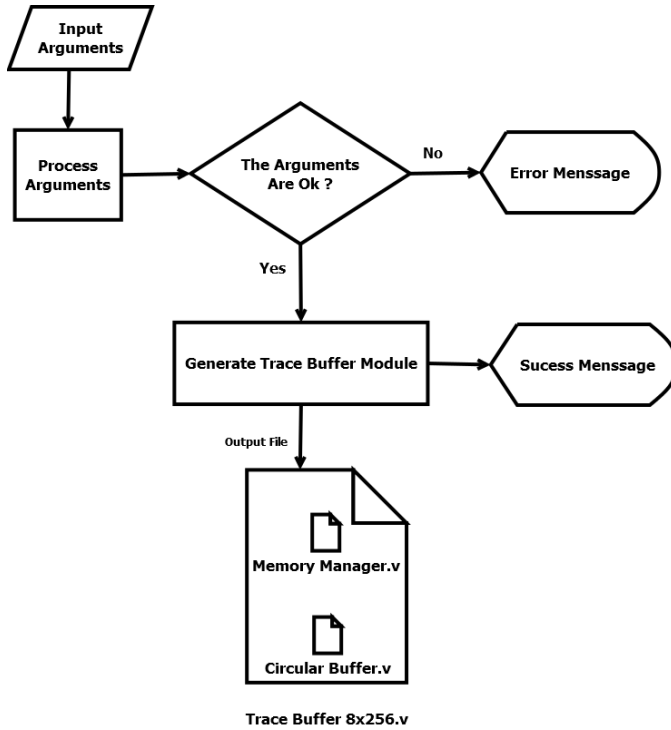 Input
Arguments
Process
Arguments
The Arguments
Are Ok ?
No
Error Menssage
Yes
Generate Trace Buffer Module
Sucess Menssage
Output File
Memory Manager.v
Circular Buffer.v
Trace Buffer 8x256.v